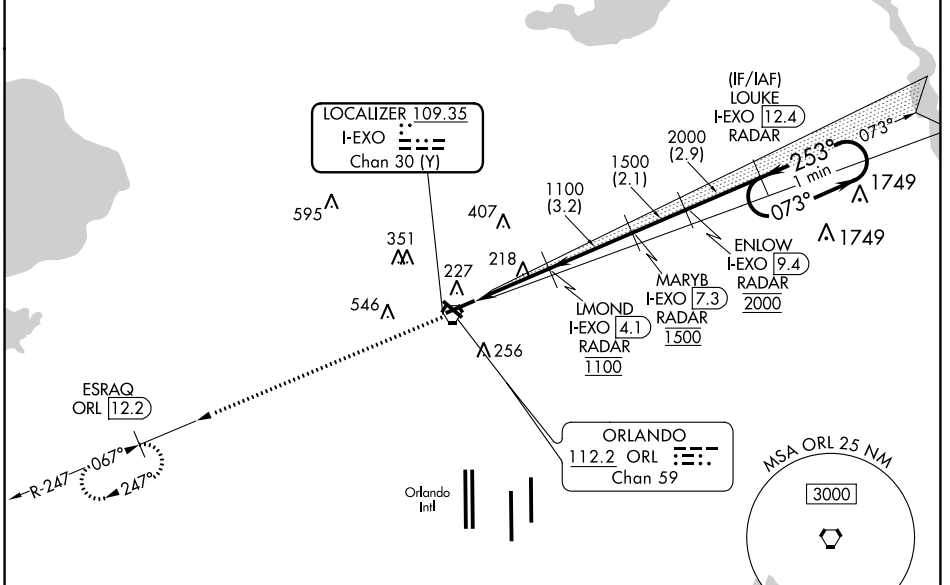 (IF/IAF)
LOUKE
I-EXO 12.4
RADAR
LOCALIZER 109.35
I-EXO
Chan 30 (Y)
073°
253°
1 min
073°
2000
(2.9)
1500
(2.1)
1100
(3.2)
1749
1749
595
407
351
227
218
546
256
ENLOW
I-EXO 9.4
RADAR
2000
MARYB
I-EXO 7.3
RADAR
1500
LMOND
I-EXO 4.1
RADAR
1100
ESRAQ
ORL 12.2
R-247
067°
247°
ORLANDO
112.2 ORL
Chan 59
Orlando
Intl
MSA ORL 25 NM
3000